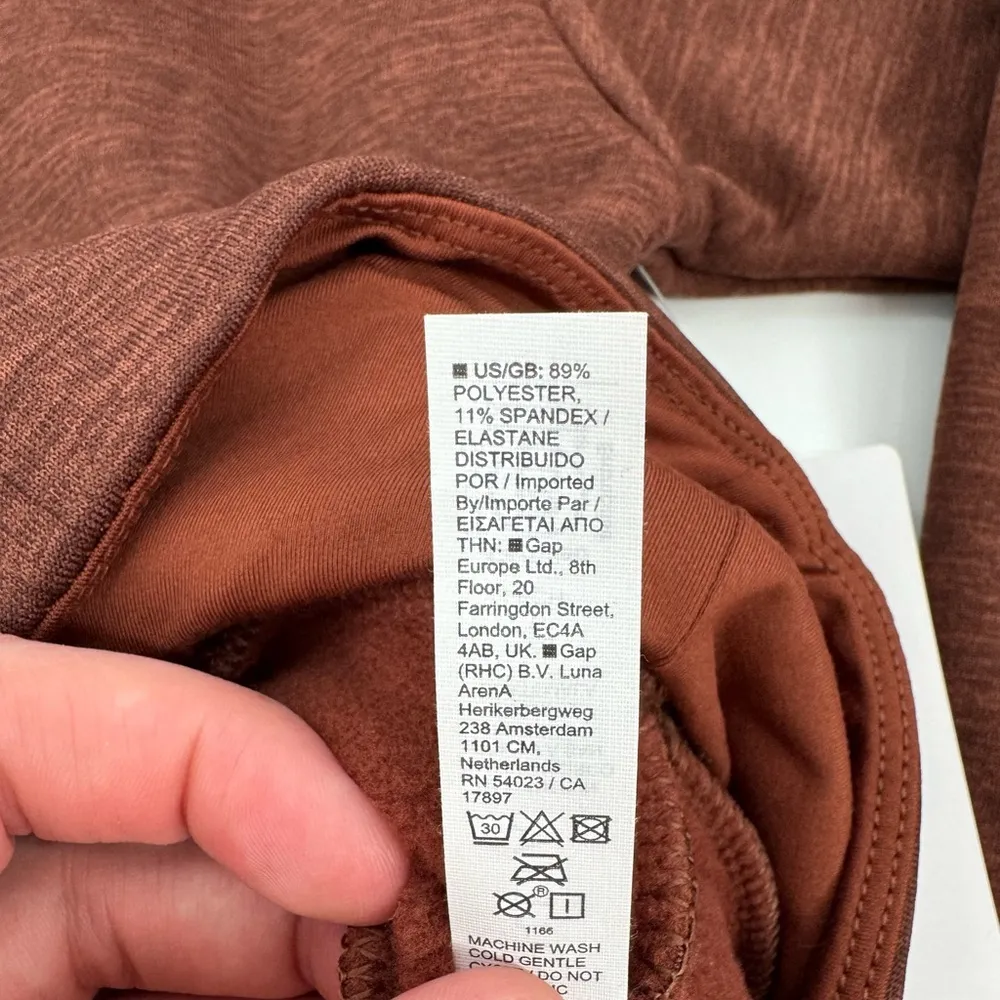 US/GB: 89%
POLYESTER,
11% SPANDEX /
ELASTANE
DISTRIBUIDO
POR / Imported
By/Importe Par /
ΕΙΣΑΓΕΤΑΙ ΑΠΟ
ΤΗΝ: Gap
Europe Ltd., 8th
Floor, 20
Farringdon Street,
London, EC4A
4AB, UK. Gap
(RHC) B.V. Luna
ArenA
Herikerbergweg
238 Amsterdam
1101 CM,
Netherlands
RN 54023 / CA
17897
30
®
1166
MACHINE WASH
COLD GENTLE
DO NOT